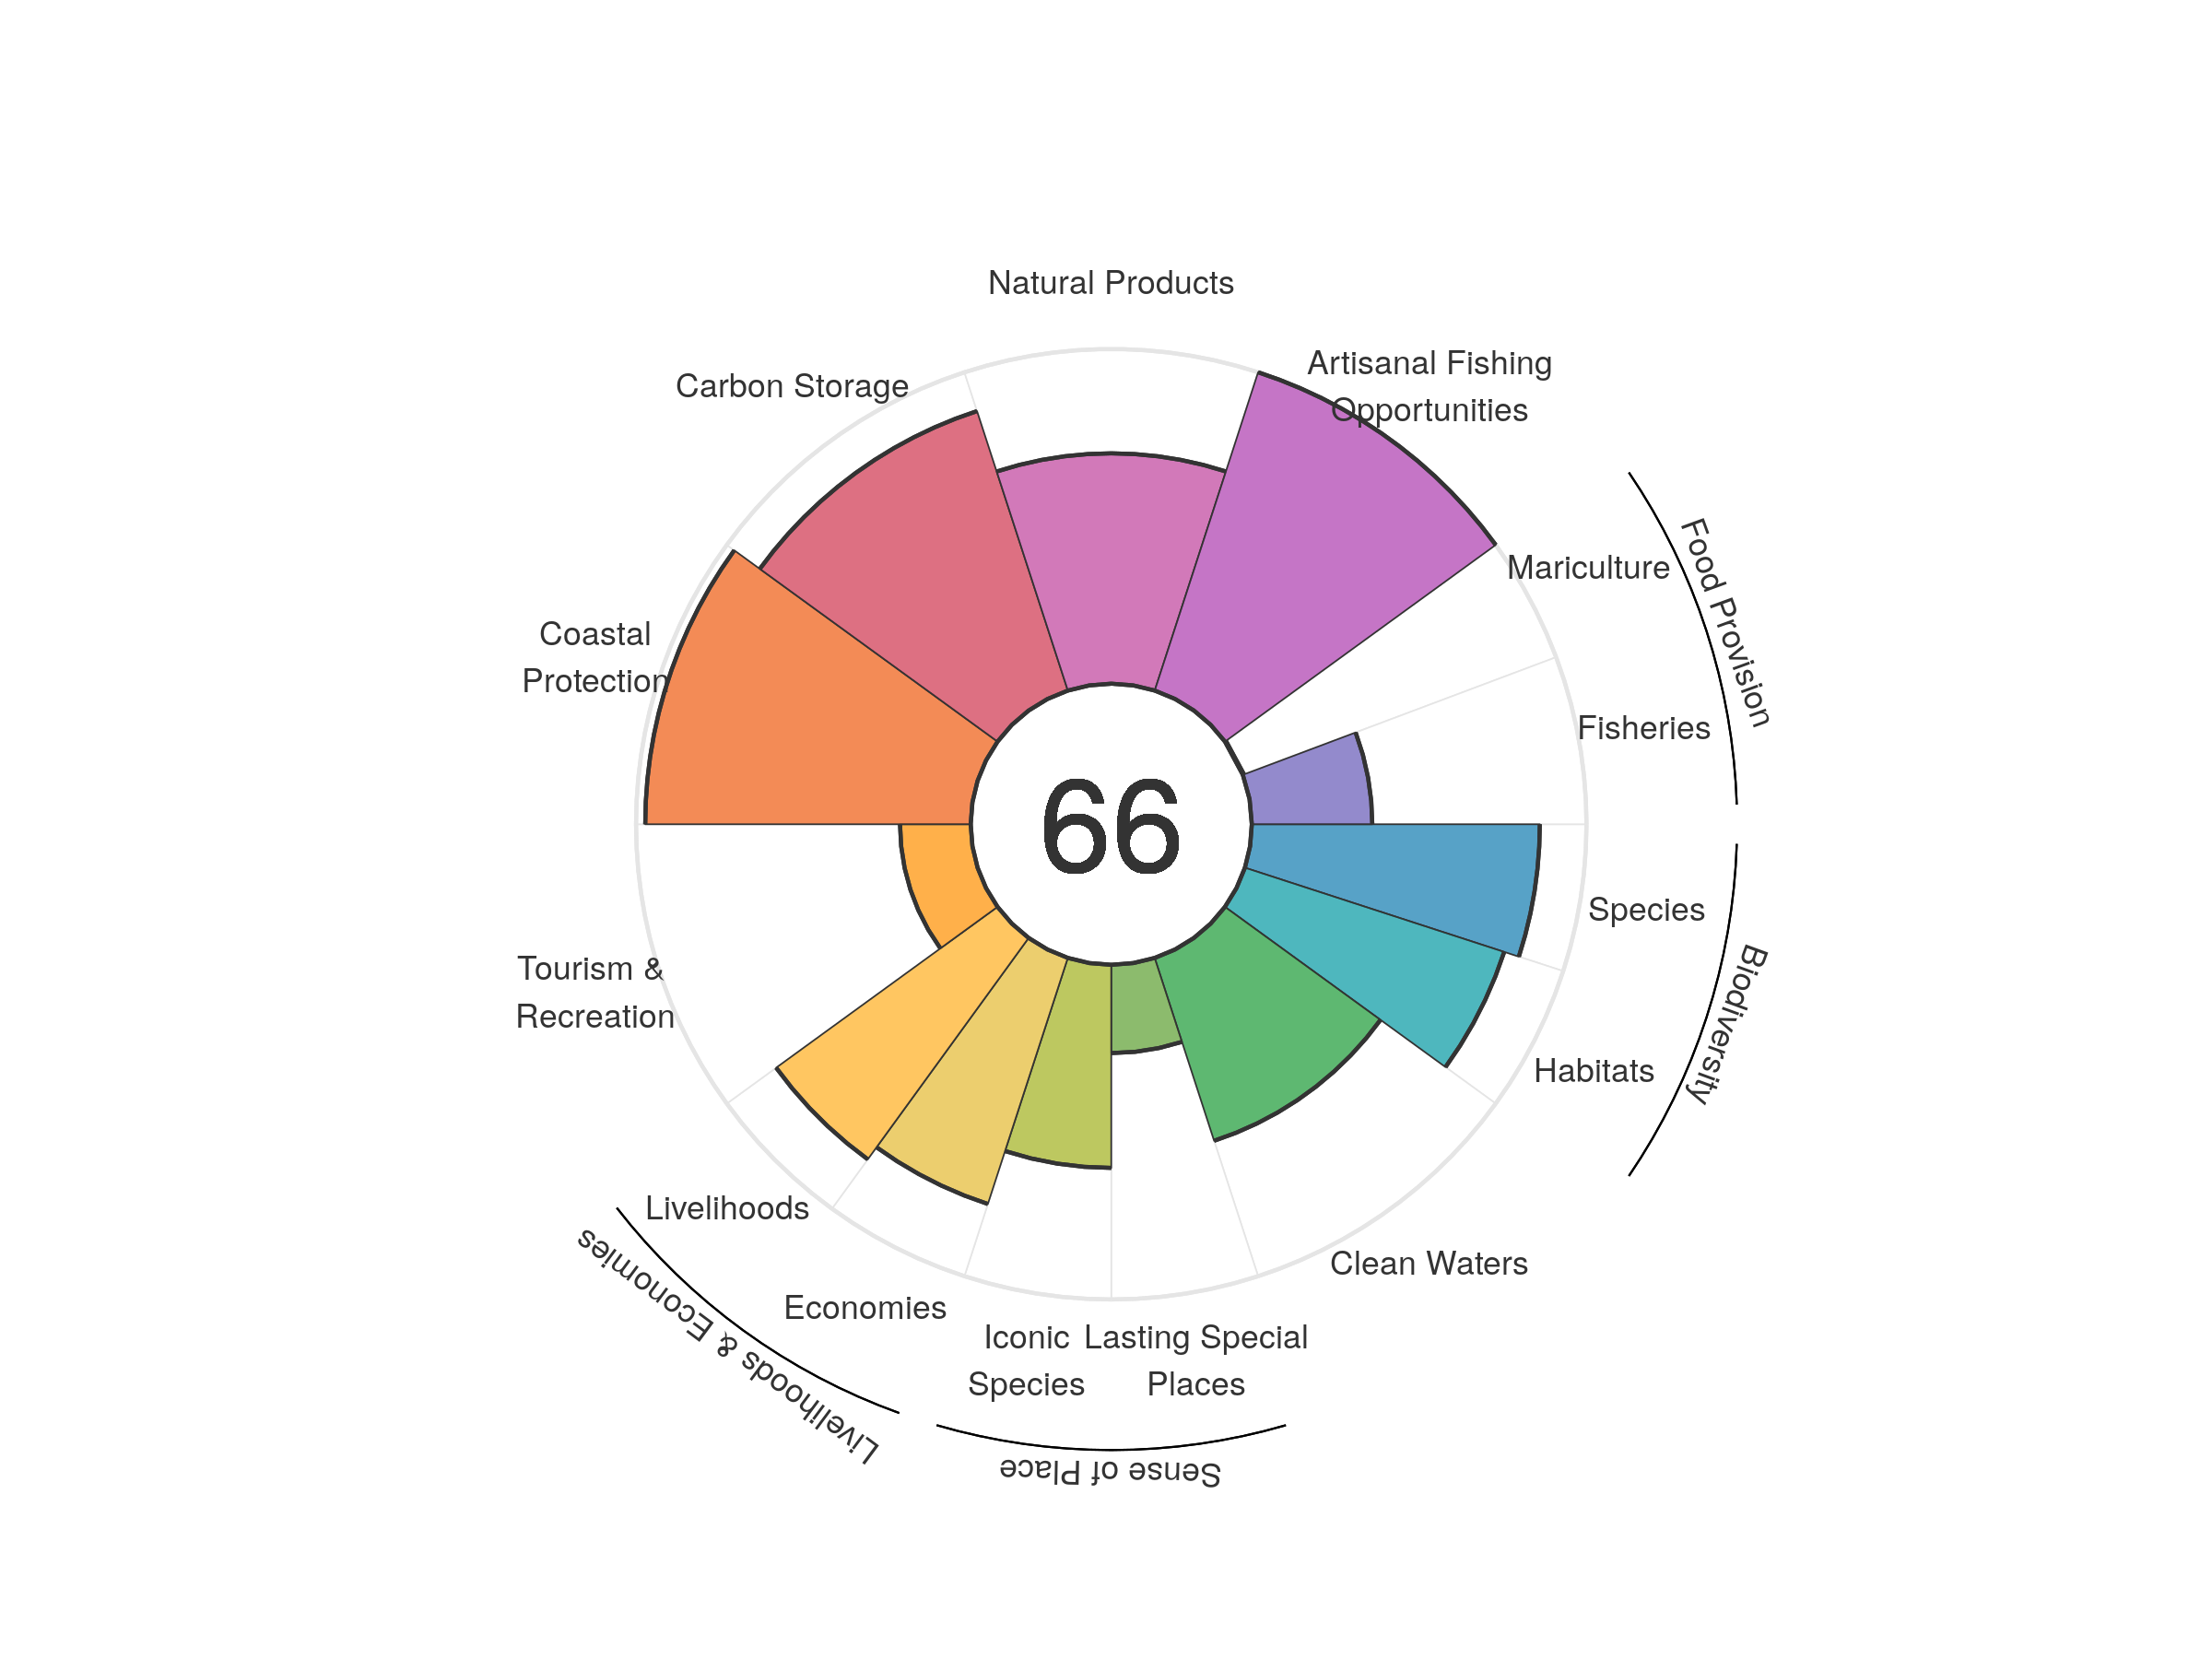 Natural Products
Artisanal Fishing
Opportunities
Carbon Storage
Mariculture
Food Provision
Coastal
Protection
Fisheries
66
Species
Biodiversity
Tourism &
Recreation
Habitats
Livelihoods
Clean Waters
Livelihoods & Economies
Economies
Iconic
Species
Lasting Special
Places
Sense of Place